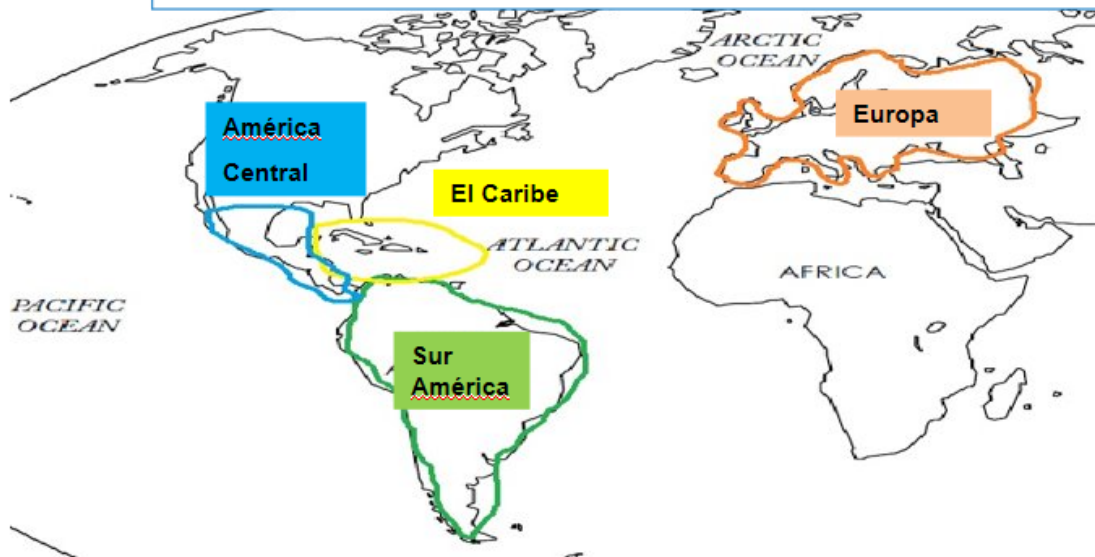 ARCTIC
OCEAN
Europa
América
Central
El Caribe
ATLANTIC
OCEAN
AFRICA
PACIFIC
OCEAN
Sur
América